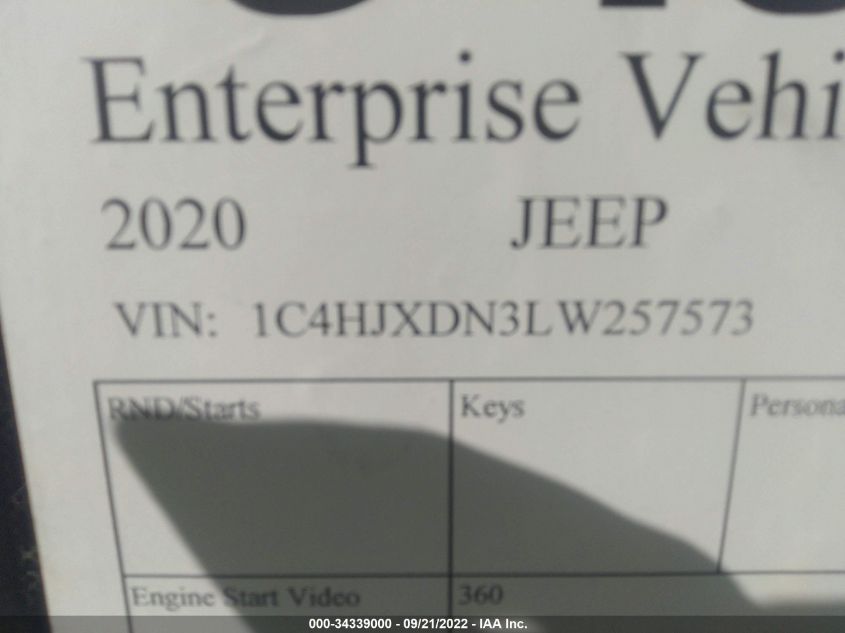 Enterprise Vehi
2020 JEEP
VIN: 1C4HJXDN3LW257573
RND/Starts Keys Persona
Engine Start Video 360
000-34339000 - 09/21/2022 - IAA Inc.